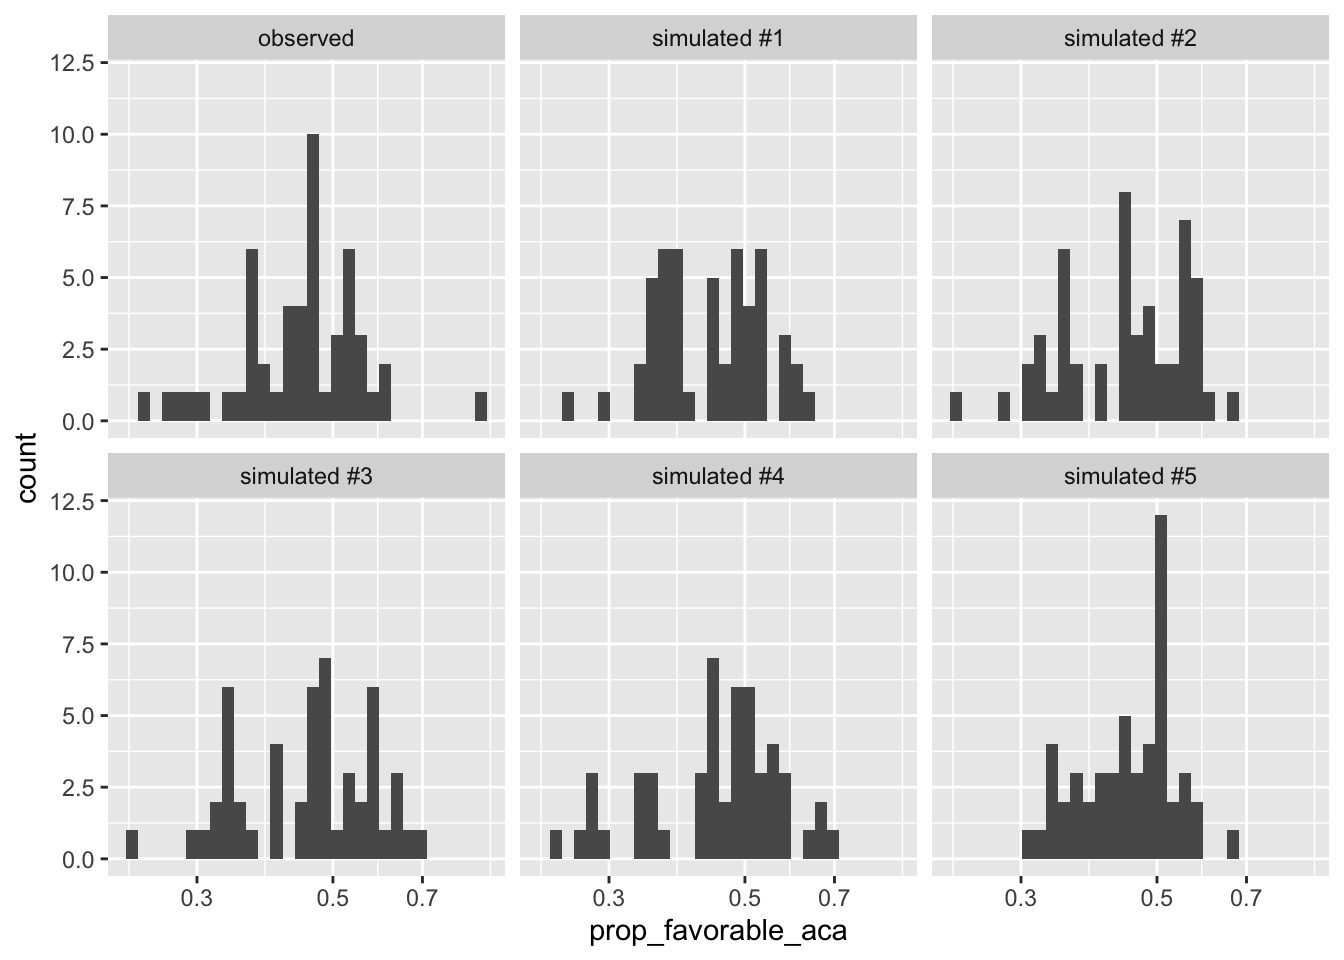 observed
simulated #1
simulated #2
12.5
10.0
7.5
5.0
2.5
0.0
simulated #3
simulated #4
simulated #5
12.5
10.0
7.5
5.0
2.5
0.0
count
0.3 0.5 0.7
0.3 0.5 0.7
0.3 0.5 0.7
prop_favorable_aca